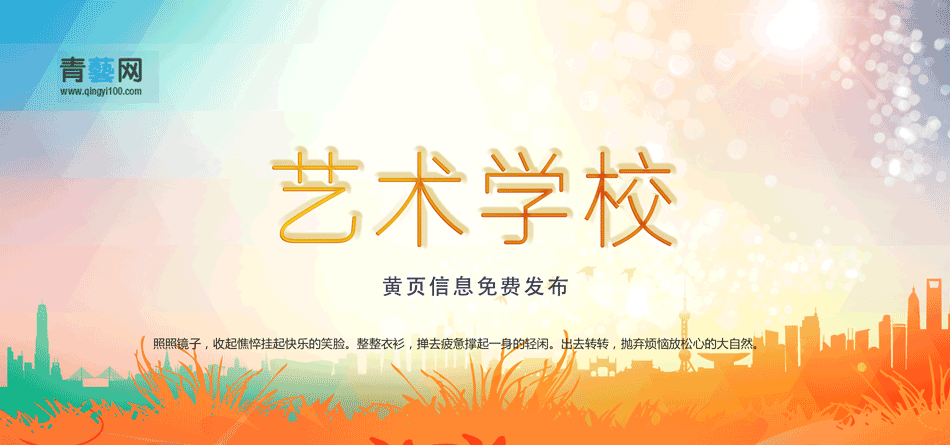 青藝网
www.qingyi100.com
艺术学校
黄页信息免费发布
照照镜子，收起憔悴挂起快乐的笑脸。整整衣衫，掸去疲惫撑起一身的轻闲。出去转转，抛弃烦恼放松心的大自然。